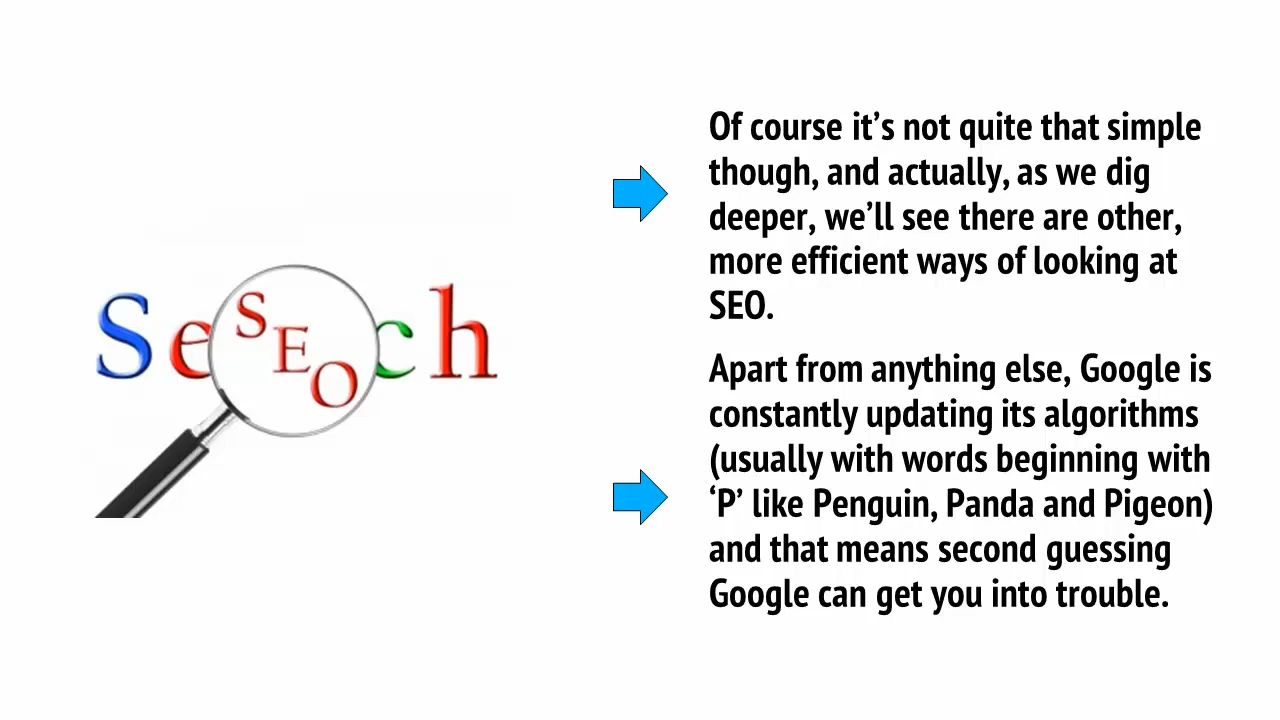 Se
S
E
O
ch
Of course it’s not quite that simple
though, and actually, as we dig
deeper, we’ll see there are other,
more efficient ways of looking at
SEO.
Apart from anything else, Google is
constantly updating its algorithms
(usually with words beginning with
‘P’ like Penguin, Panda and Pigeon)
and that means second guessing
Google can get you into trouble.